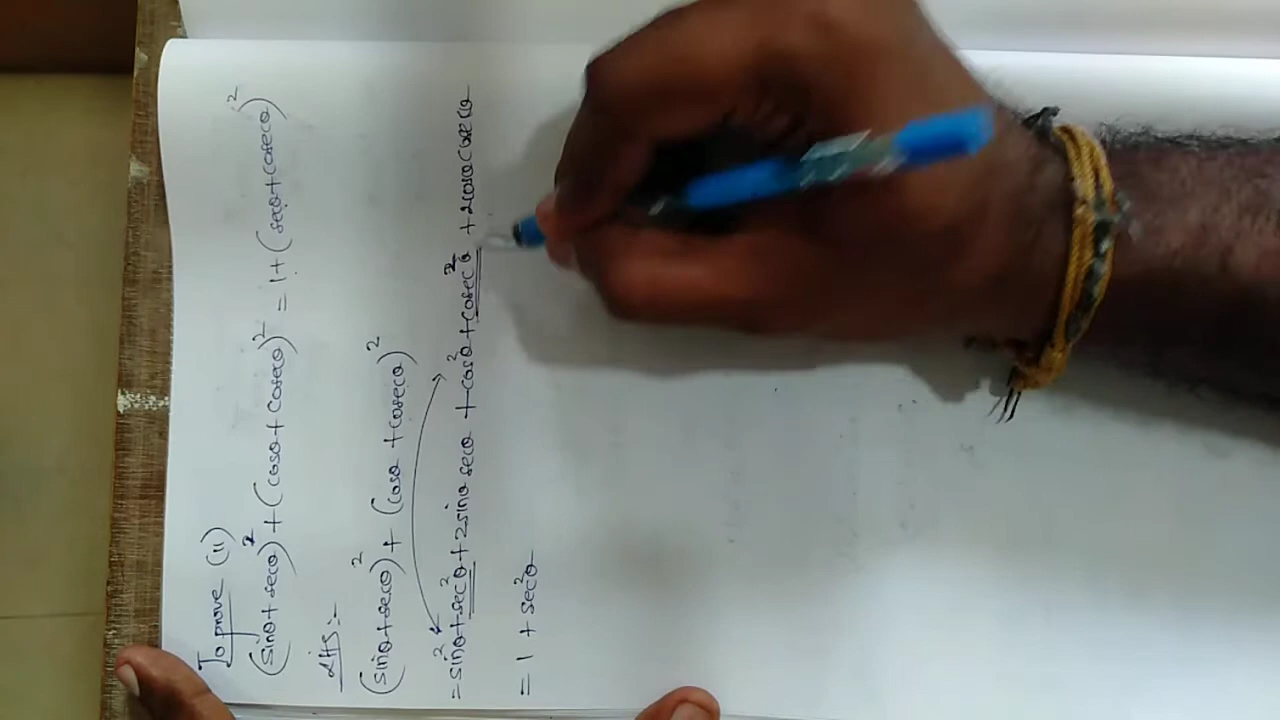 To prove (ii)
(sinθ + secθ)² + (cosθ + cosecθ)² = 1 + (secθ + cosecθ)²
LHS:-
(sinθ + secθ)² + (cosθ + cosecθ)²
= sin²θ + sec²θ + 2sinθ secθ + cos²θ + cosec²θ + 2cosθ cosecθ
= 1 + sec²θ